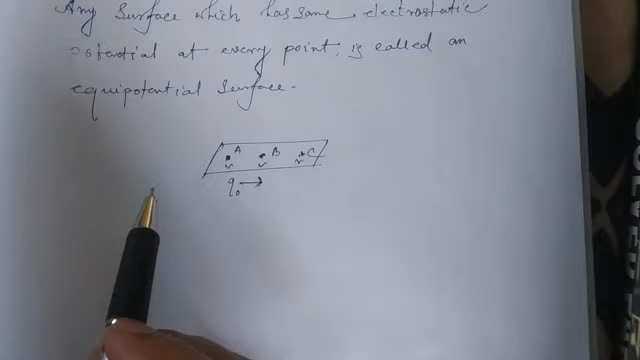 Any Surface which has same electrostatic
potential at every point is called an
equipotential Surface.
A B C
V V V
q₀ →